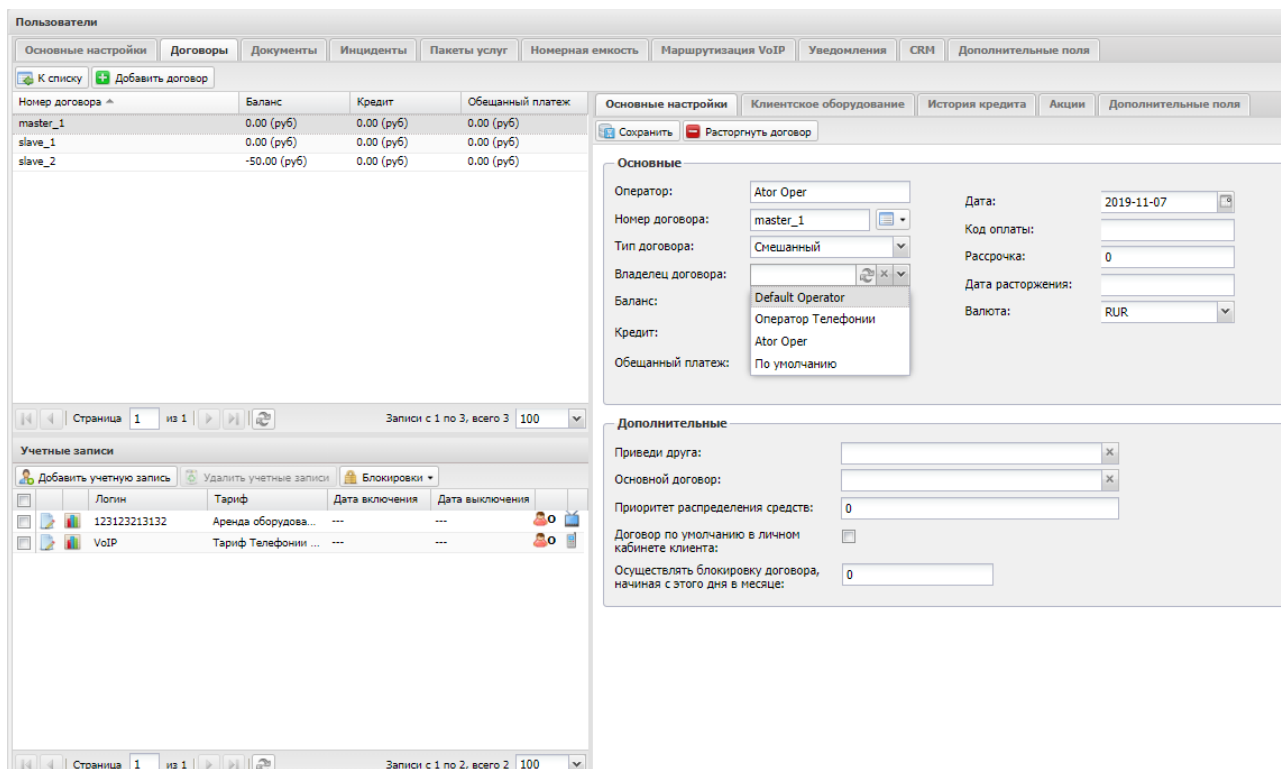 Пользователи
Основные настройки Договоры Документы Инциденты Пакеты услуг Номерная емкость Маршрутизация VoIP Уведомления CRM Дополнительные поля
К списку Добавить договор
Номер договора Баланс Кредит Обещанный платеж
master_1 0.00 (руб) 0.00 (руб) 0.00 (руб)
slave_1 0.00 (руб) 0.00 (руб) 0.00 (руб)
slave_2 -50.00 (руб) 0.00 (руб) 0.00 (руб)
Страница 1 из 1 Записи с 1 по 3, всего 3 100
Учетные записи
Добавить учетную запись Удалить учетные записи Блокировки
Логин Тариф Дата включения Дата выключения
123123213132 Аренда оборудова... --- --- 0
VoIP Тариф Телефонии ... --- --- 0
Страница 1 из 1 Записи с 1 по 2, всего 2 100
Основные настройки Клиентское оборудование История кредита Акции Дополнительные поля
Сохранить Расторгнуть договор
Основные
Оператор: Ator Oper
Номер договора: master_1
Тип договора: Смешанный
Владелец договора:
Default Operator
Оператор Телефонии
Ator Oper
По умолчанию
Баланс:
Кредит:
Обещанный платеж:
Дата: 2019-11-07
Код оплаты:
Рассрочка: 0
Дата расторжения:
Валюта: RUR
Дополнительные
Приведи друга:
Основной договор:
Приоритет распределения средств: 0
Договор по умолчанию в личном
кабинете клиента:
Осуществлять блокировку договора,
начиная с этого дня в месяце: 0